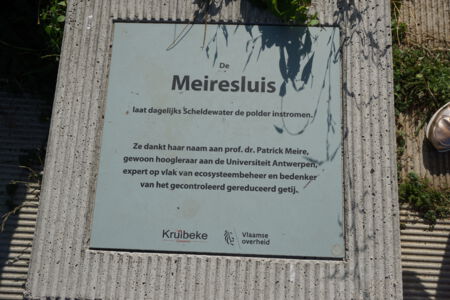 De
Meiresluis
laat dagelijks Scheldewater de polder instromen.
Ze dankt haar naam aan prof. dr. Patrick Meire,
gewoon hoogleraar aan de Universiteit Antwerpen,
expert op vlak van ecosysteembeheer en bedenker
van het gecontroleerd gereduceerd getij.
Kruibeke
Vlaamse
overheid